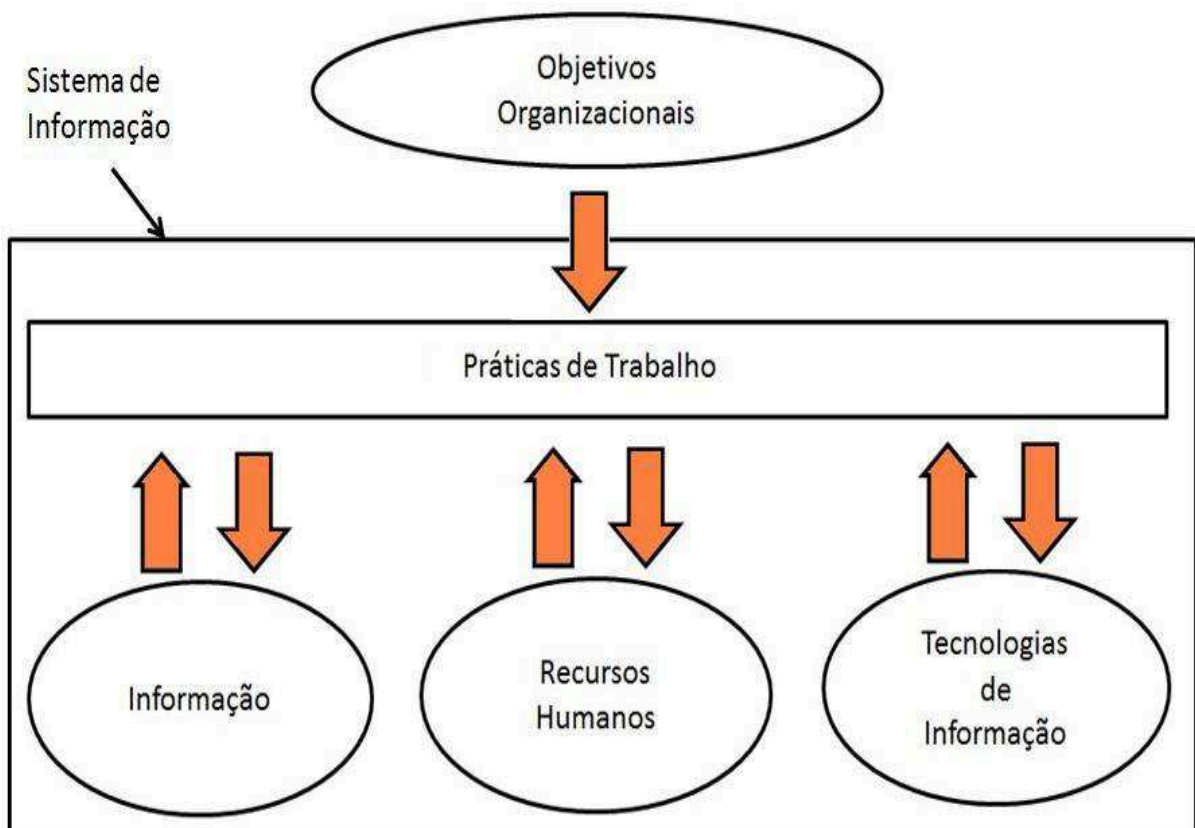 Objetivos
Organizacionais
Sistema de
Informação
Práticas de Trabalho
Informação
Recursos
Humanos
Tecnologias
de
Informação